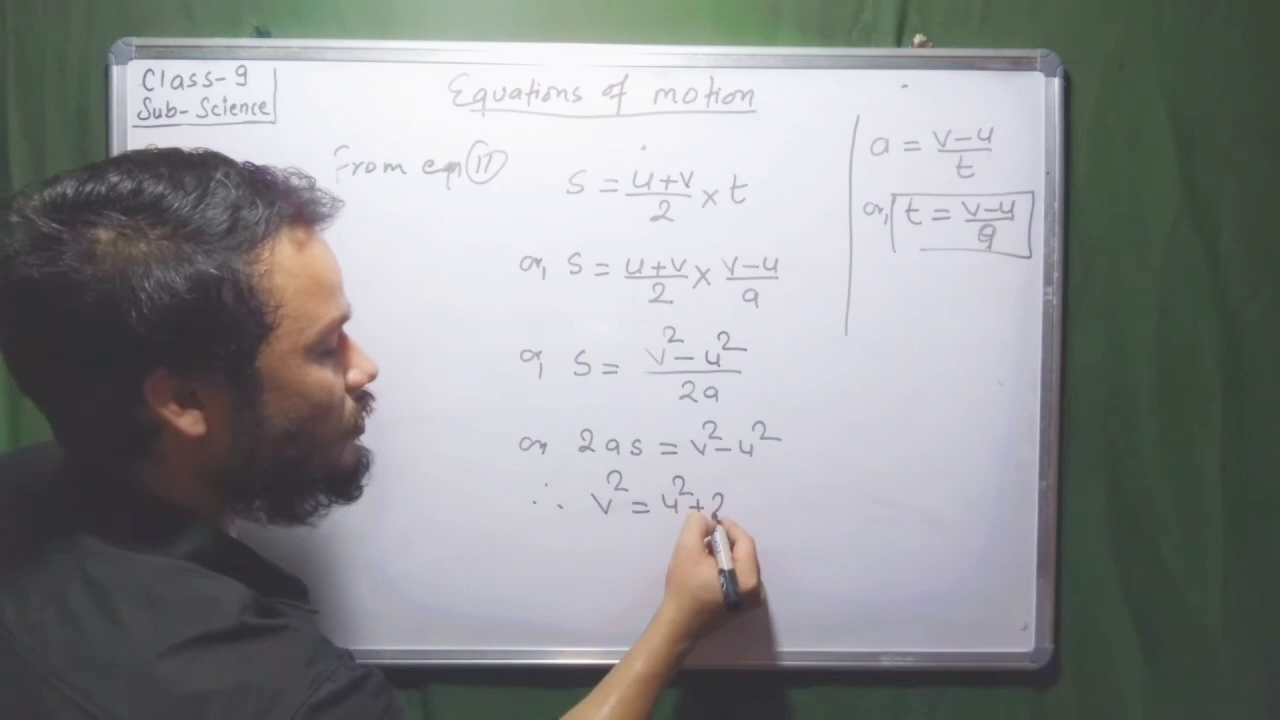 Class-9
Sub-Science
Equations of motion
From eqn (II)
S = u+v/2 × t
or, S = u+v/2 × v-u/a
or, S = v²-u²/2a
or 2as = v²-u²
∴ v² = u²+2
a = v-u/t
or, t = v-u/a